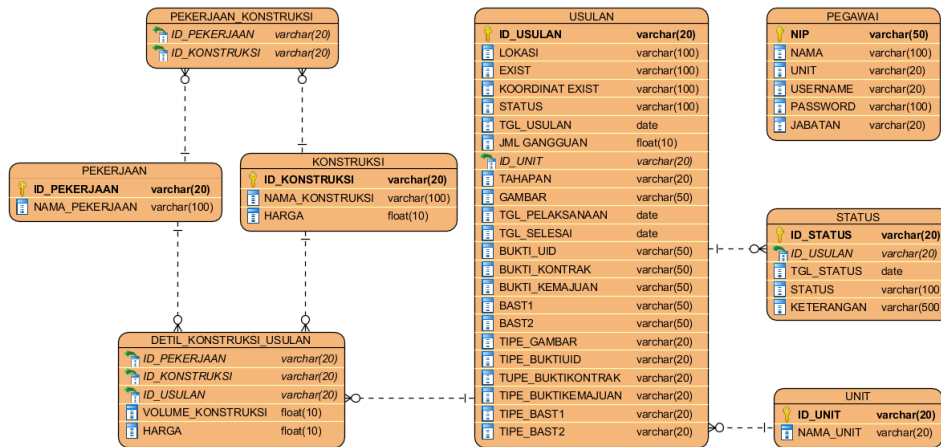 PEKERJAAN_KONSTRUKSI
ID_PEKERJAAN varchar(20)
ID_KONSTRUKSI varchar(20)
PEKERJAAN
ID_PEKERJAAN varchar(20)
NAMA_PEKERJAAN varchar(100)
KONSTRUKSI
ID_KONSTRUKSI varchar(20)
NAMA_KONSTRUKSI varchar(100)
HARGA float(10)
DETIL_KONSTRUKSI_USULAN
ID_PEKERJAAN varchar(20)
ID_KONSTRUKSI varchar(20)
ID_USULAN varchar(20)
VOLUME_KONSTRUKSI float(10)
HARGA float(10)
USULAN
ID_USULAN varchar(20)
LOKASI varchar(100)
EXIST varchar(100)
KOORDINAT EXIST varchar(100)
STATUS varchar(100)
TGL_USULAN date
JML GANGGUAN float(10)
ID_UNIT varchar(20)
TAHAPAN varchar(20)
GAMBAR varchar(50)
TGL_PELAKSANAAN date
TGL_SELESAI date
BUKTI_UID varchar(50)
BUKTI_KONTRAK varchar(50)
BUKTI_KEMAJUAN varchar(50)
BAST1 varchar(50)
BAST2 varchar(50)
TIPE_GAMBAR varchar(20)
TIPE_BUKTIUID varchar(20)
TUPE_BUKTIKONTRAK varchar(20)
TIPE_BUKTIKEMAJUAN varchar(20)
TIPE_BAST1 varchar(20)
TIPE_BAST2 varchar(20)
PEGAWAI
NIP varchar(50)
NAMA varchar(100)
UNIT varchar(20)
USERNAME varchar(20)
PASSWORD varchar(100)
JABATAN varchar(20)
STATUS
ID_STATUS varchar(20)
ID_USULAN varchar(20)
TGL_STATUS date
STATUS varchar(100
KETERANGAN varchar(500
UNIT
ID_UNIT varchar(20)
NAMA_UNIT varchar(20)